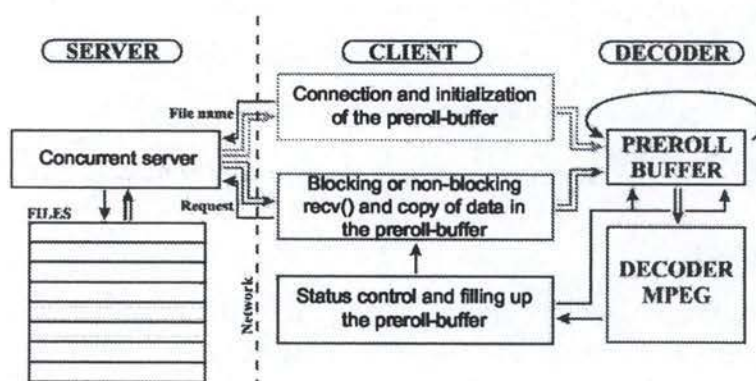 SERVER
CLIENT
DECODER
File name
Connection and initialization
of the preroll-buffer
Concurrent server
PREROLL
BUFFER
Request
Blocking or non-blocking
recv() and copy of data in
the preroll-buffer
FILES
Network
Status control and filling up
the preroll-buffer
DECODER
MPEG